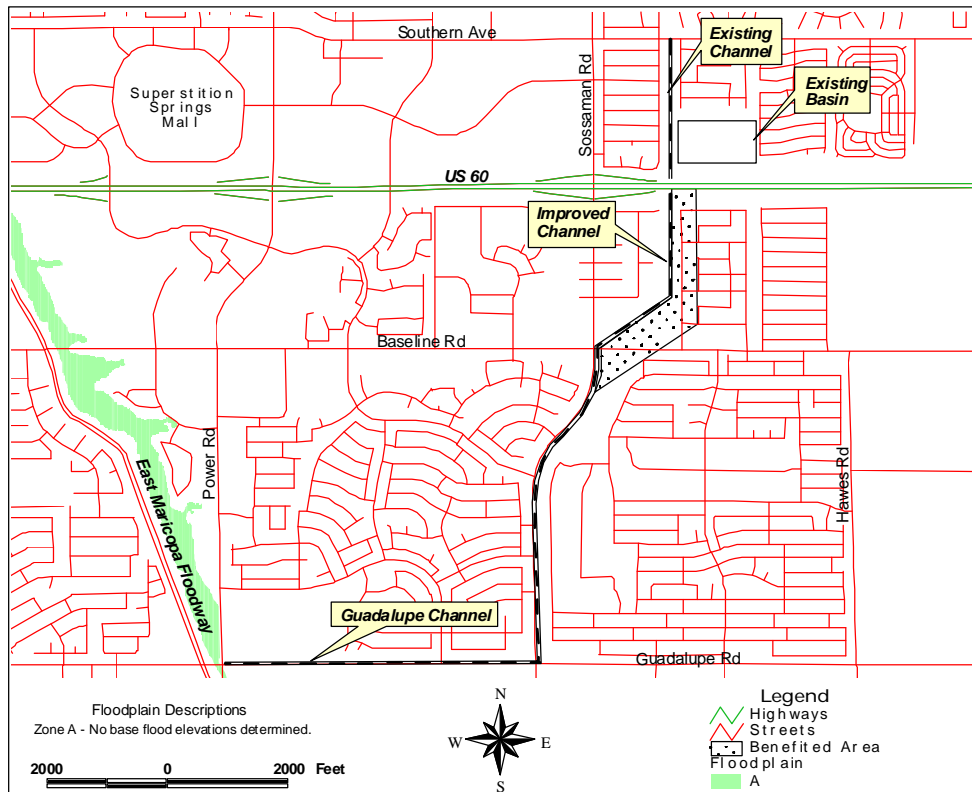 Southern Ave
Existing
Channel
Superstition
Springs
Mall
Sossaman Rd
Existing
Basin
US 60
Improved
Channel
Baseline Rd
Power Rd
Hawes Rd
East Maricopa Floodway
Guadalupe Channel
Guadalupe Rd
Floodplain Descriptions
Zone A - No base flood elevations determined.
2000 0 2000 Feet
N
W E
S
Legend
Highways
Streets
Benefited Area
Floodplain
A